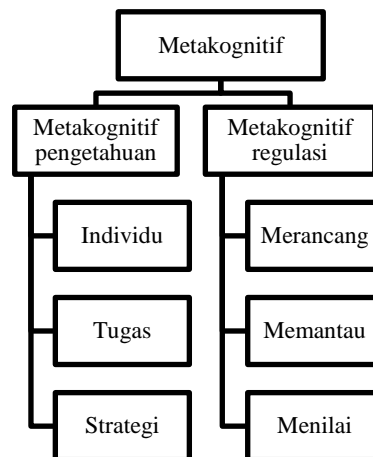 Metakognitif
Metakognitif
pengetahuan
Individu
Tugas
Strategi
Metakognitif
regulasi
Merancang
Memantau
Menilai